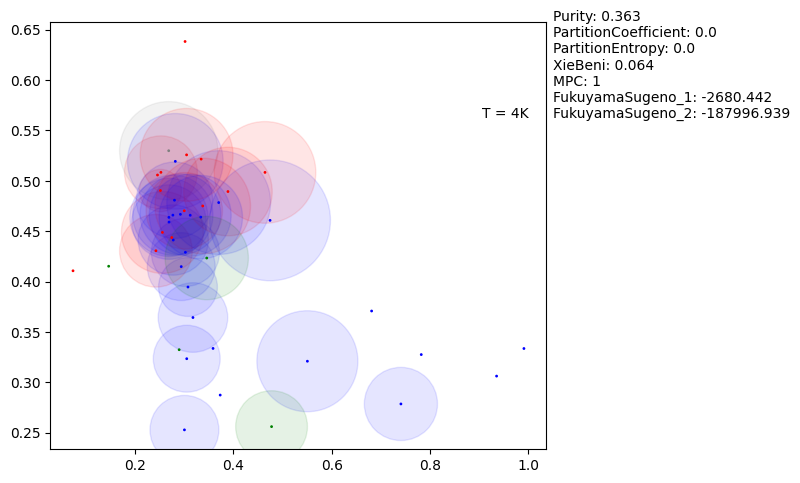 Purity: 0.363
PartitionCoefficient: 0.0
PartitionEntropy: 0.0
XieBeni: 0.064
MPC: 1
FukuyamaSugeno_1: -2680.442
FukuyamaSugeno_2: -187996.939
T = 4K
0.65
0.60
0.55
0.50
0.45
0.40
0.35
0.30
0.25
0.2 0.4 0.6 0.8 1.0